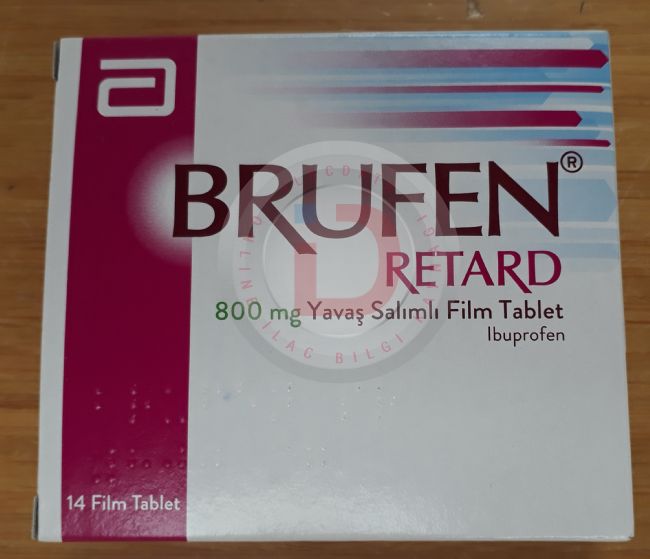 BRUFEN®
RETARD
800 mg Yavaş Salımlı Film Tablet
Ibuprofen
14 Film Tablet